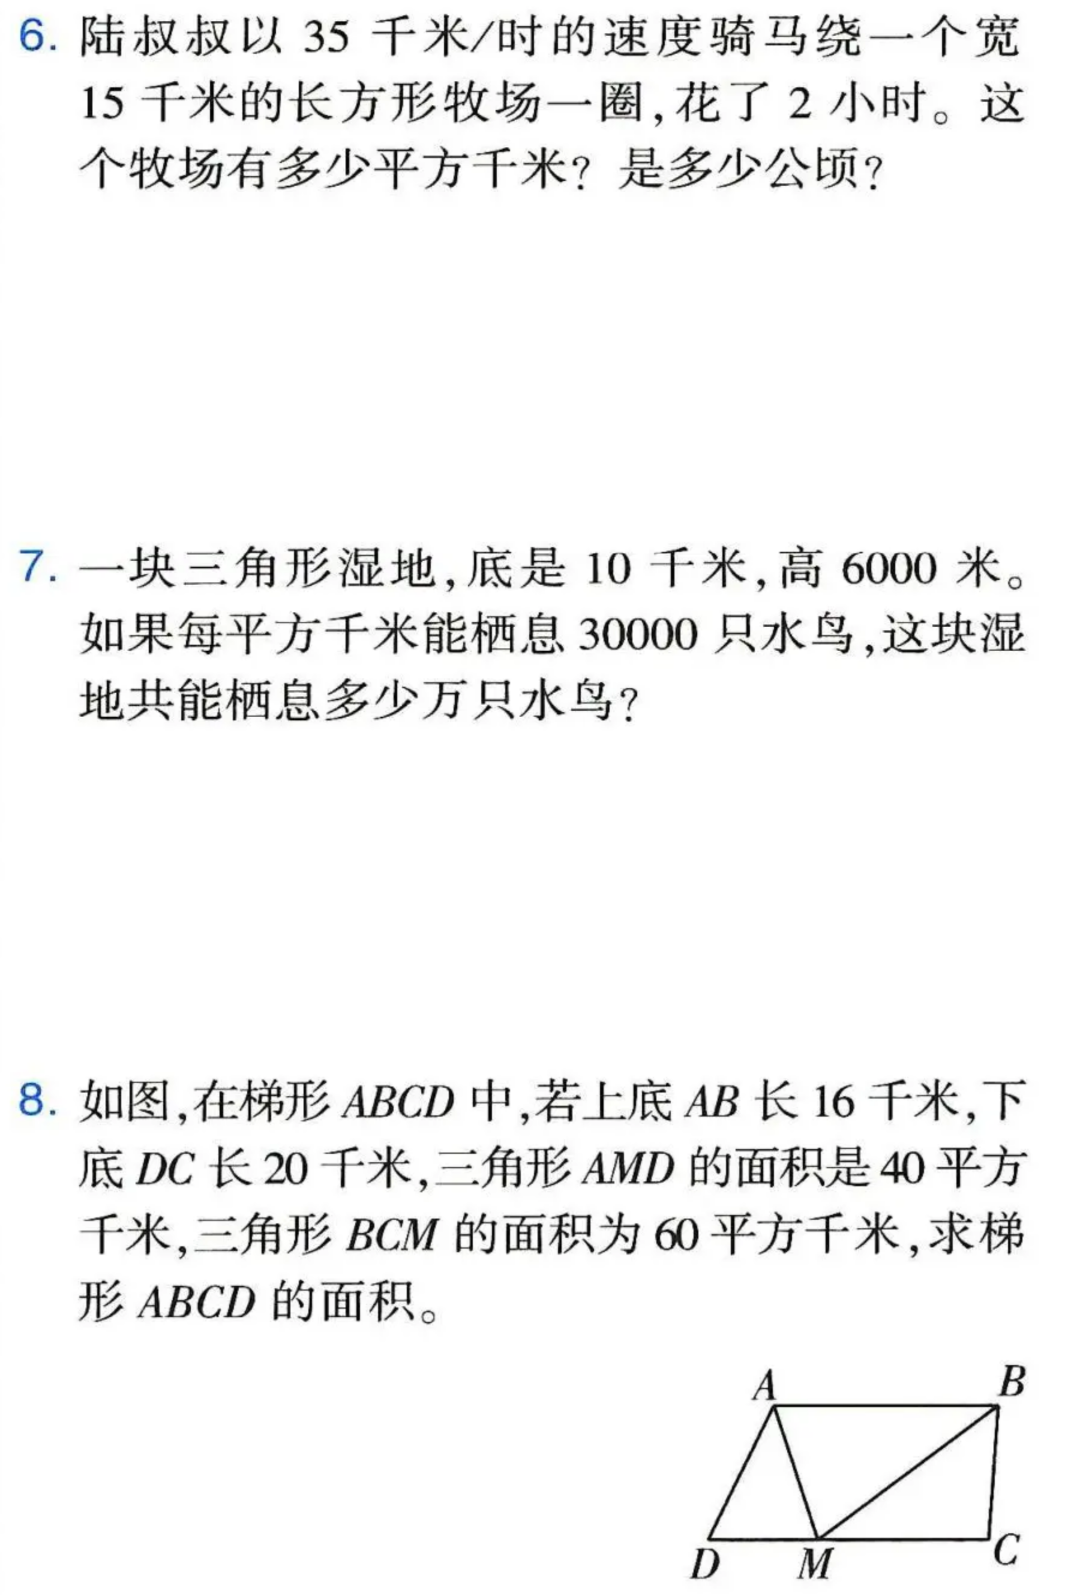 6. 陆叔叔以 35 千米/时的速度骑马绕一个宽
15 千米的长方形牧场一圈,花了 2 小时。这
个牧场有多少平方千米? 是多少公顷?
7. 一块三角形湿地,底是 10 千米,高 6000 米。
如果每平方千米能栖息 30000 只水鸟,这块湿
地共能栖息多少万只水鸟?
8. 如图,在梯形 ABCD 中,若上底 AB 长 16 千米,下
底 DC 长 20 千米,三角形 AMD 的面积是 40 平方
千米,三角形 BCM 的面积为 60 平方千米,求梯
形 ABCD 的面积。
A B
D M C